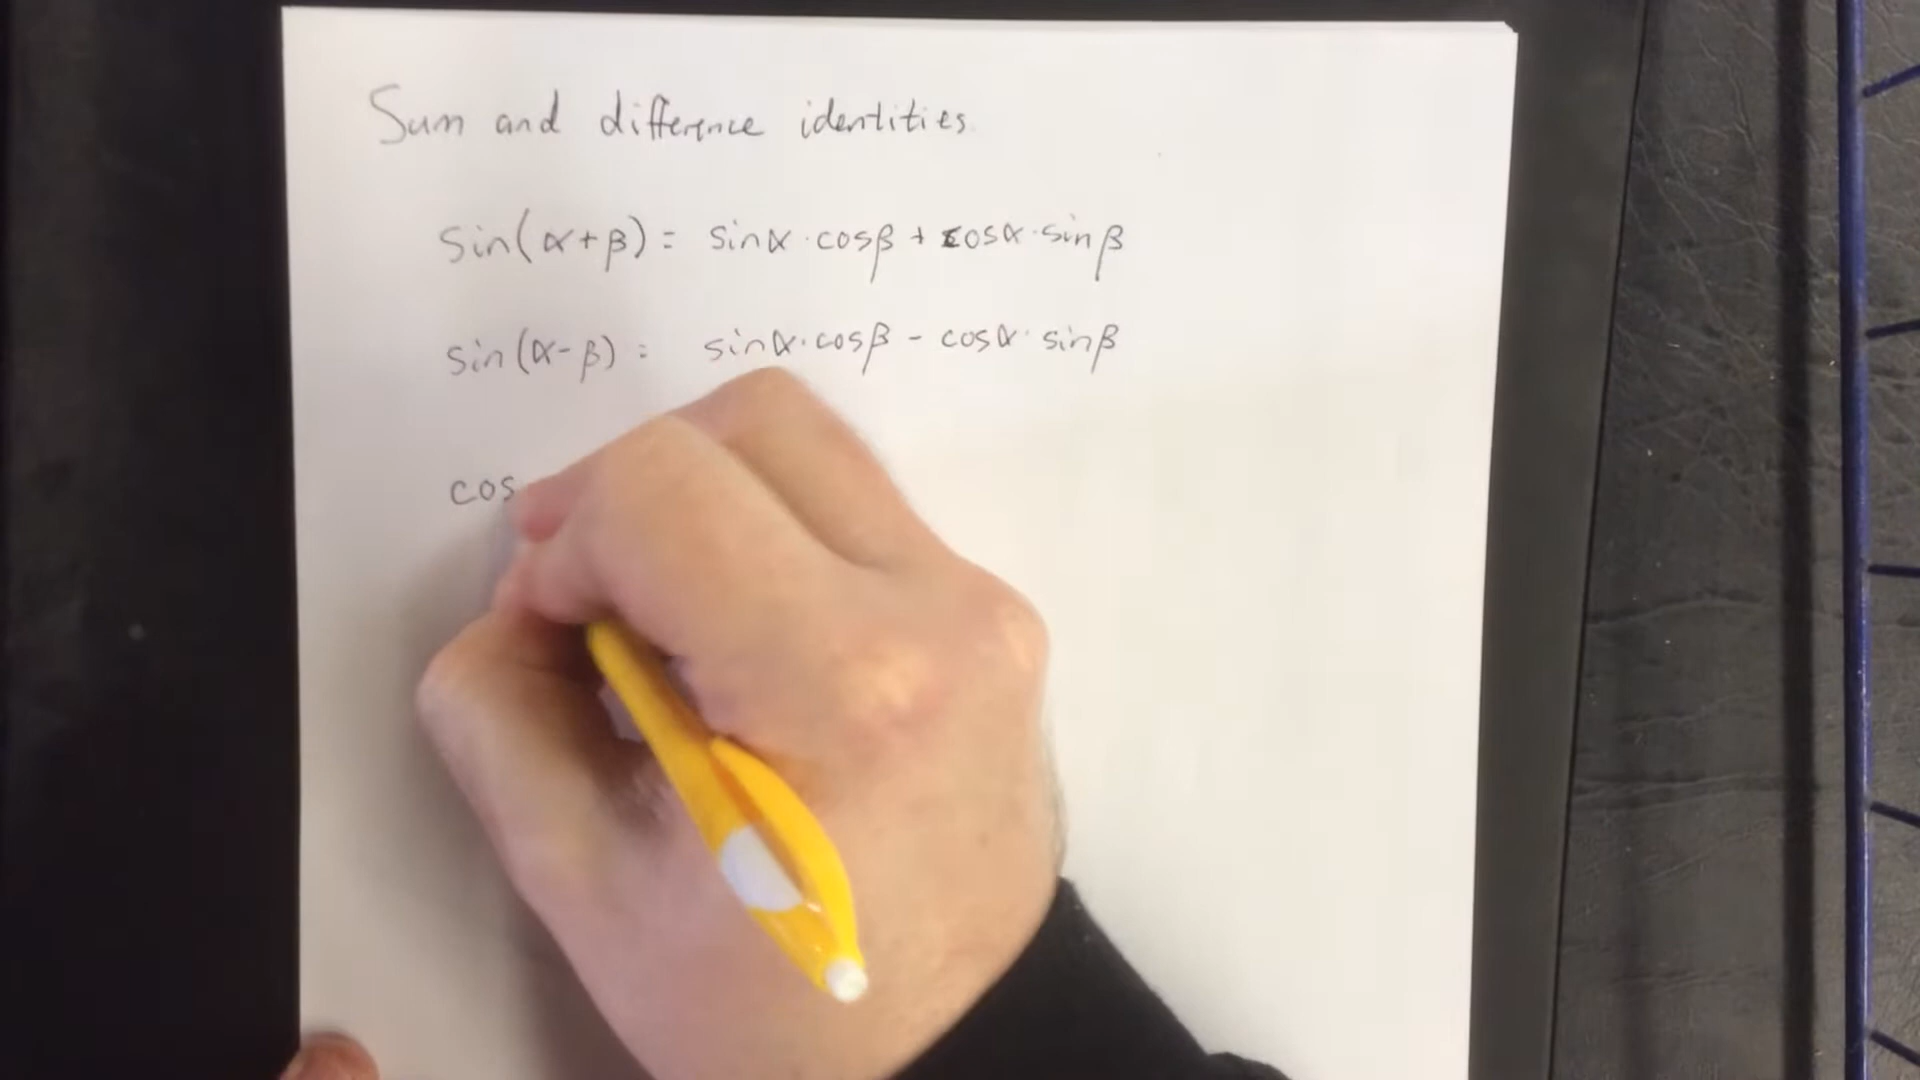 Sum and difference identities
sin(α+β) = sinα·cosβ + cosα·sinβ
sin(α-β) = sinα·cosβ - cosα·sinβ
cos